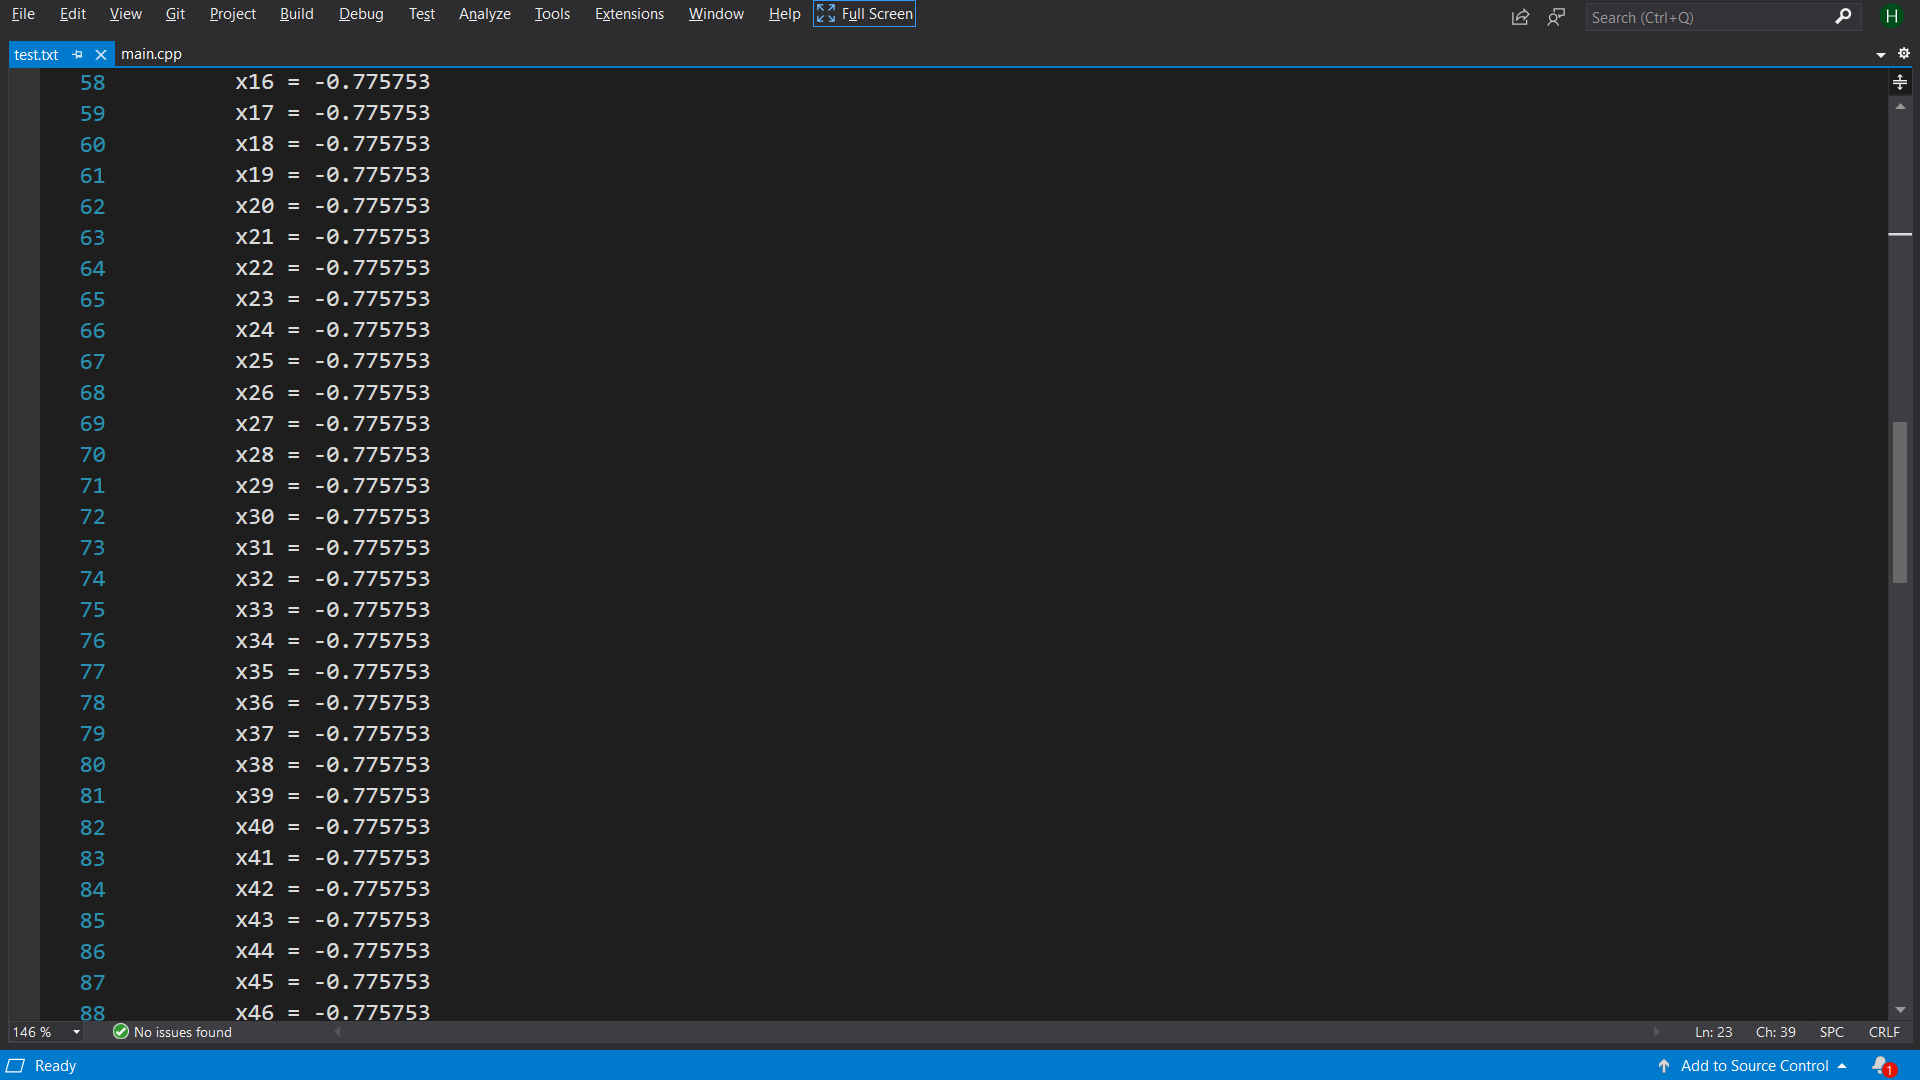 File Edit View Git Project Build Debug Test Analyze Tools Extensions Window Help Full Screen Search (Ctrl+Q) H
test.txt main.cpp
58 x16 = -0.775753
59 x17 = -0.775753
60 x18 = -0.775753
61 x19 = -0.775753
62 x20 = -0.775753
63 x21 = -0.775753
64 x22 = -0.775753
65 x23 = -0.775753
66 x24 = -0.775753
67 x25 = -0.775753
68 x26 = -0.775753
69 x27 = -0.775753
70 x28 = -0.775753
71 x29 = -0.775753
72 x30 = -0.775753
73 x31 = -0.775753
74 x32 = -0.775753
75 x33 = -0.775753
76 x34 = -0.775753
77 x35 = -0.775753
78 x36 = -0.775753
79 x37 = -0.775753
80 x38 = -0.775753
81 x39 = -0.775753
82 x40 = -0.775753
83 x41 = -0.775753
84 x42 = -0.775753
85 x43 = -0.775753
86 x44 = -0.775753
87 x45 = -0.775753
88 x46 = -0.775753
146 % No issues found Ln: 23 Ch: 39 SPC CRLF
Ready Add to Source Control 1